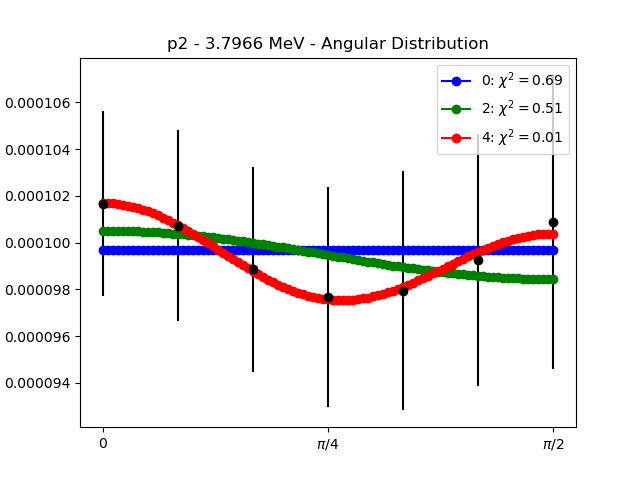 p2 - 3.7966 MeV - Angular Distribution
0: χ² = 0.69
2: χ² = 0.51
4: χ² = 0.01
0.000106
0.000104
0.000102
0.000100
0.000098
0.000096
0.000094
0
π/4
π/2